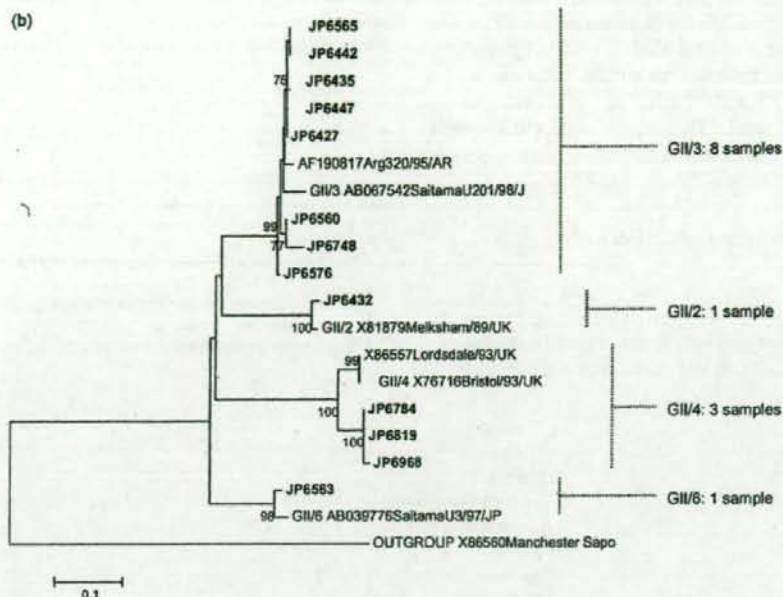 (b)
JP6565
JP6442
75
JP6435
JP6447
JP6427
AF190817Arg320/95/AR
GII/3: 8 samples
GII/3 AB067542SaitamaU201/98/J
JP6560
99
77
JP6748
JP6576
JP6432
GII/2: 1 sample
100
GII/2 X81879Melksham/89/UK
X86557Lordsdale/93/UK
99
GII/4 X76716Bristol/93/UK
100
JP6784
GII/4: 3 samples
JP6819
100
JP6968
JP6563
GII/6: 1 sample
98
GII/6 AB039776SaitamaU3/97/JP
OUTGROUP X86560Manchester Sapo
0.1